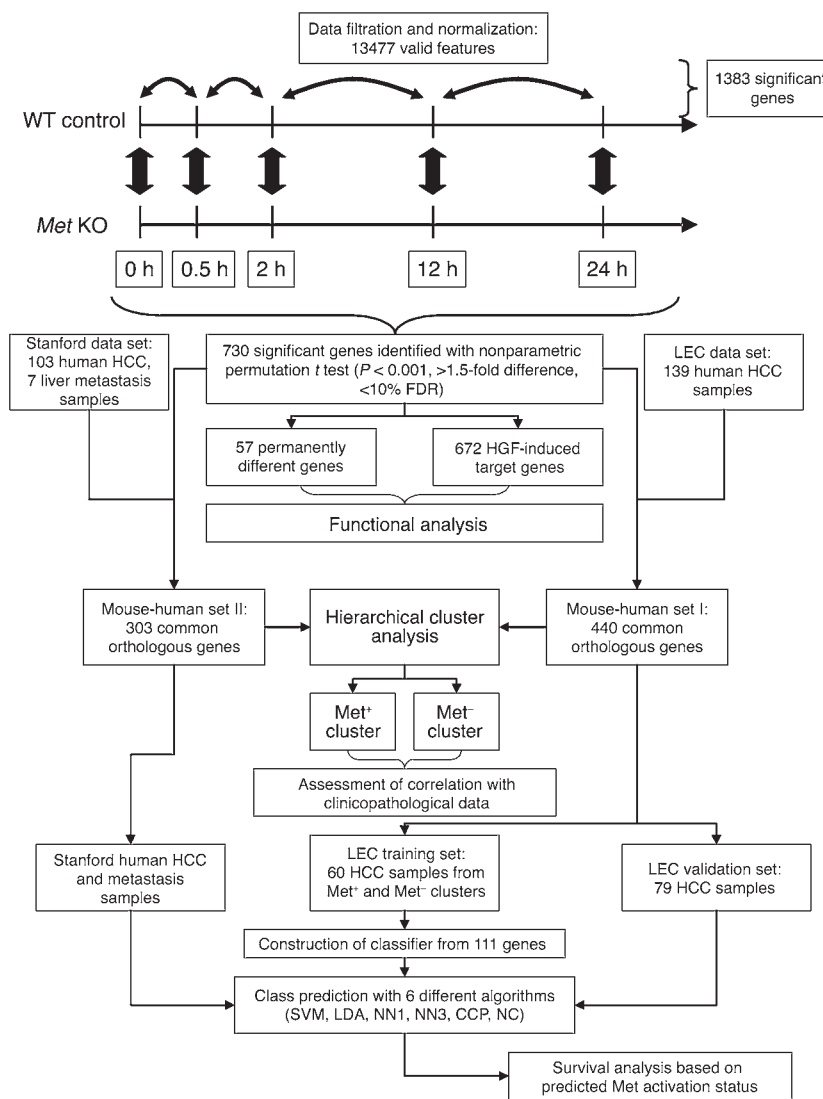 Data filtration and normalization:
13477 valid features
1383 significant
genes
WT control
Met KO
0 h
0.5 h
2 h
12 h
24 h
Stanford data set:
103 human HCC,
7 liver metastasis
samples
730 significant genes identified with nonparametric
permutation t test (P < 0.001, >1.5-fold difference,
<10% FDR)
LEC data set:
139 human HCC
samples
57 permanently
different genes
672 HGF-induced
target genes
Functional analysis
Mouse-human set II:
303 common
orthologous genes
Hierarchical cluster
analysis
Mouse-human set I:
440 common
orthologous genes
Met⁺
cluster
Met⁻
cluster
Assessment of correlation with
clinicopathological data
Stanford human HCC
and metastasis
samples
LEC training set:
60 HCC samples from
Met⁺ and Met⁻ clusters
LEC validation set:
79 HCC samples
Construction of classifier from 111 genes
Class prediction with 6 different algorithms
(SVM, LDA, NN1, NN3, CCP, NC)
Survival analysis based on
predicted Met activation status